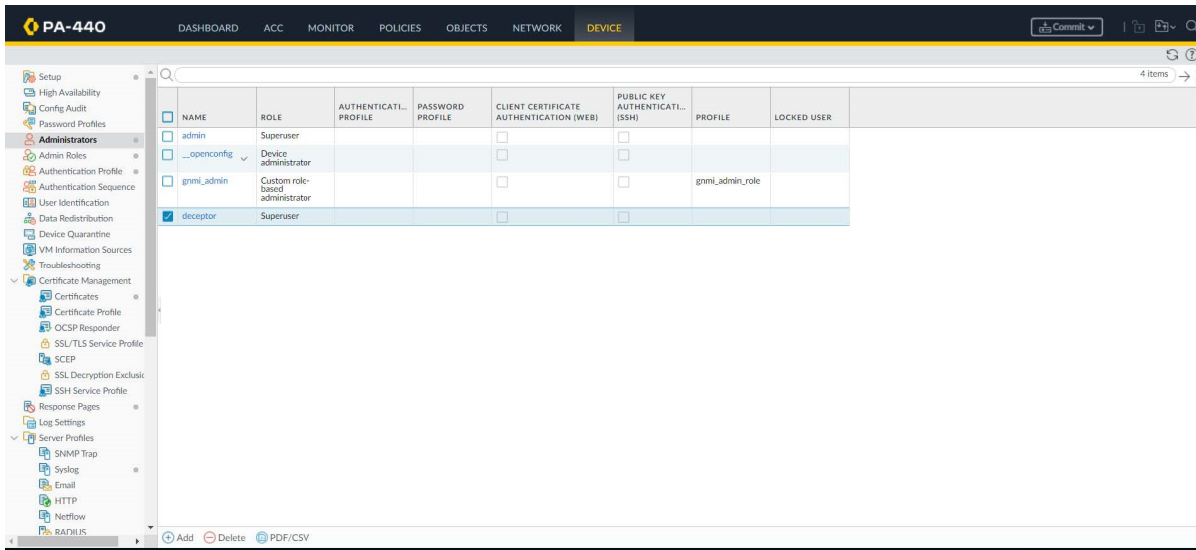 PA-440
DASHBOARD ACC MONITOR POLICIES OBJECTS NETWORK DEVICE
Commit
4 items
Setup
High Availability
Config Audit
Password Profiles
Administrators
Admin Roles
Authentication Profile
Authentication Sequence
User Identification
Data Redistribution
Device Quarantine
VM Information Sources
Troubleshooting
Certificate Management
Certificates
Certificate Profile
OCSP Responder
SSL/TLS Service Profile
SCEP
SSL Decryption Exclusic
SSH Service Profile
Response Pages
Log Settings
Server Profiles
SNMP Trap
Syslog
Email
HTTP
Netflow
RADIUS
NAME ROLE AUTHENTICATI... PROFILE PASSWORD PROFILE CLIENT CERTIFICATE AUTHENTICATION (WEB) PUBLIC KEY AUTHENTICATI... (SSH) PROFILE LOCKED USER
admin Superuser
__openconfig Device administrator
gnmi_admin Custom role-based administrator gnmi_admin_role
deceptor Superuser
Add Delete PDF/CSV